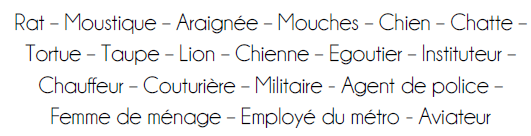 Rat – Moustique – Araignée – Mouches – Chien – Chatte –
Tortue – Taupe – Lion – Chienne – Egoutier – Instituteur –
Chauffeur – Couturière – Militaire - Agent de police –
Femme de ménage – Employé du métro - Aviateur